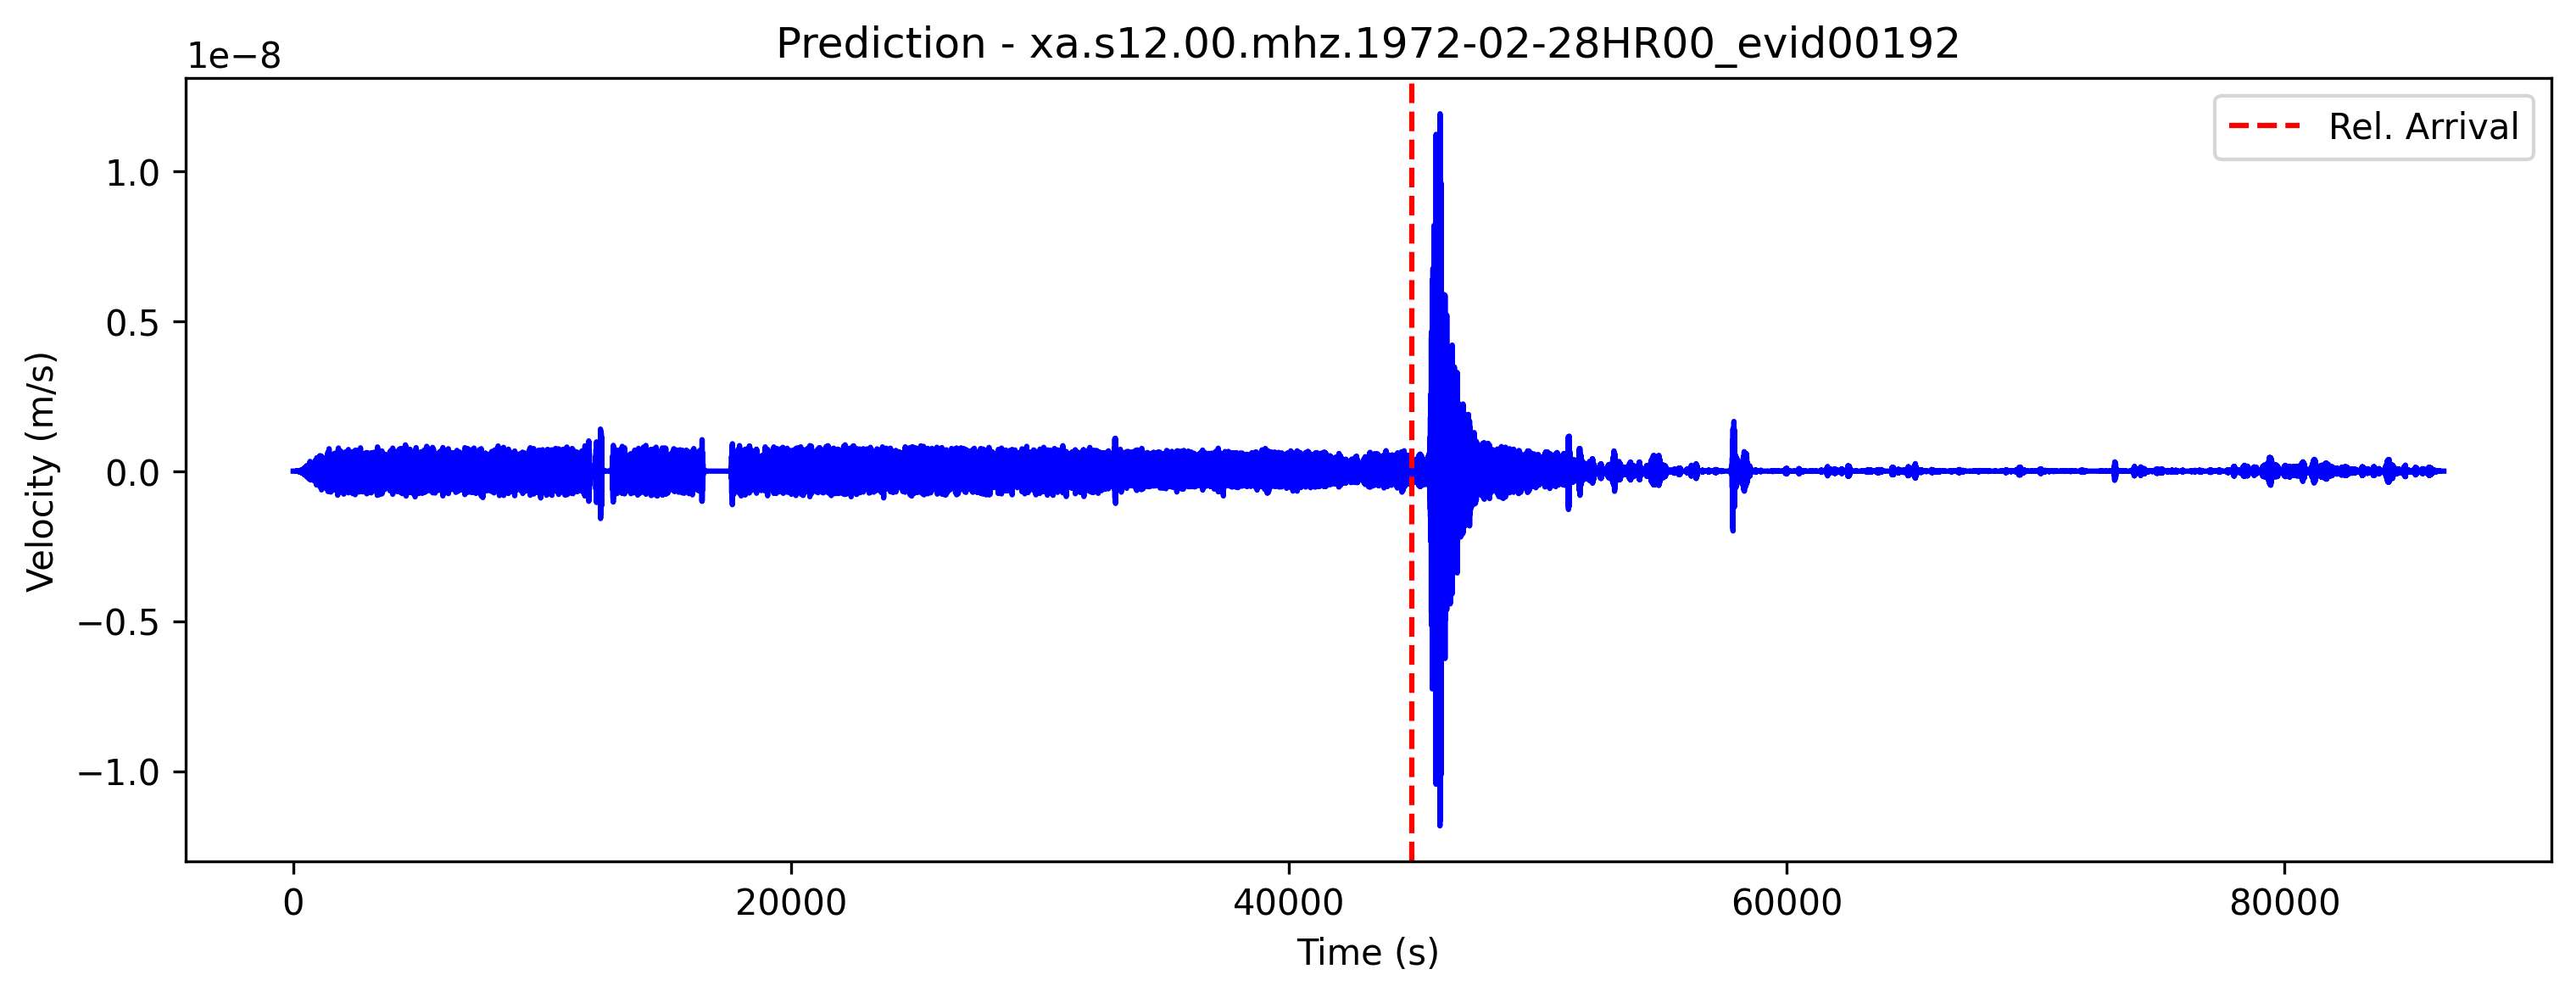 Prediction - xa.s12.00.mhz.1972-02-28HR00_evid00192
1e−8
Rel. Arrival
1.0
0.5
0.0
−0.5
−1.0
Velocity (m/s)
0 20000 40000 60000 80000
Time (s)